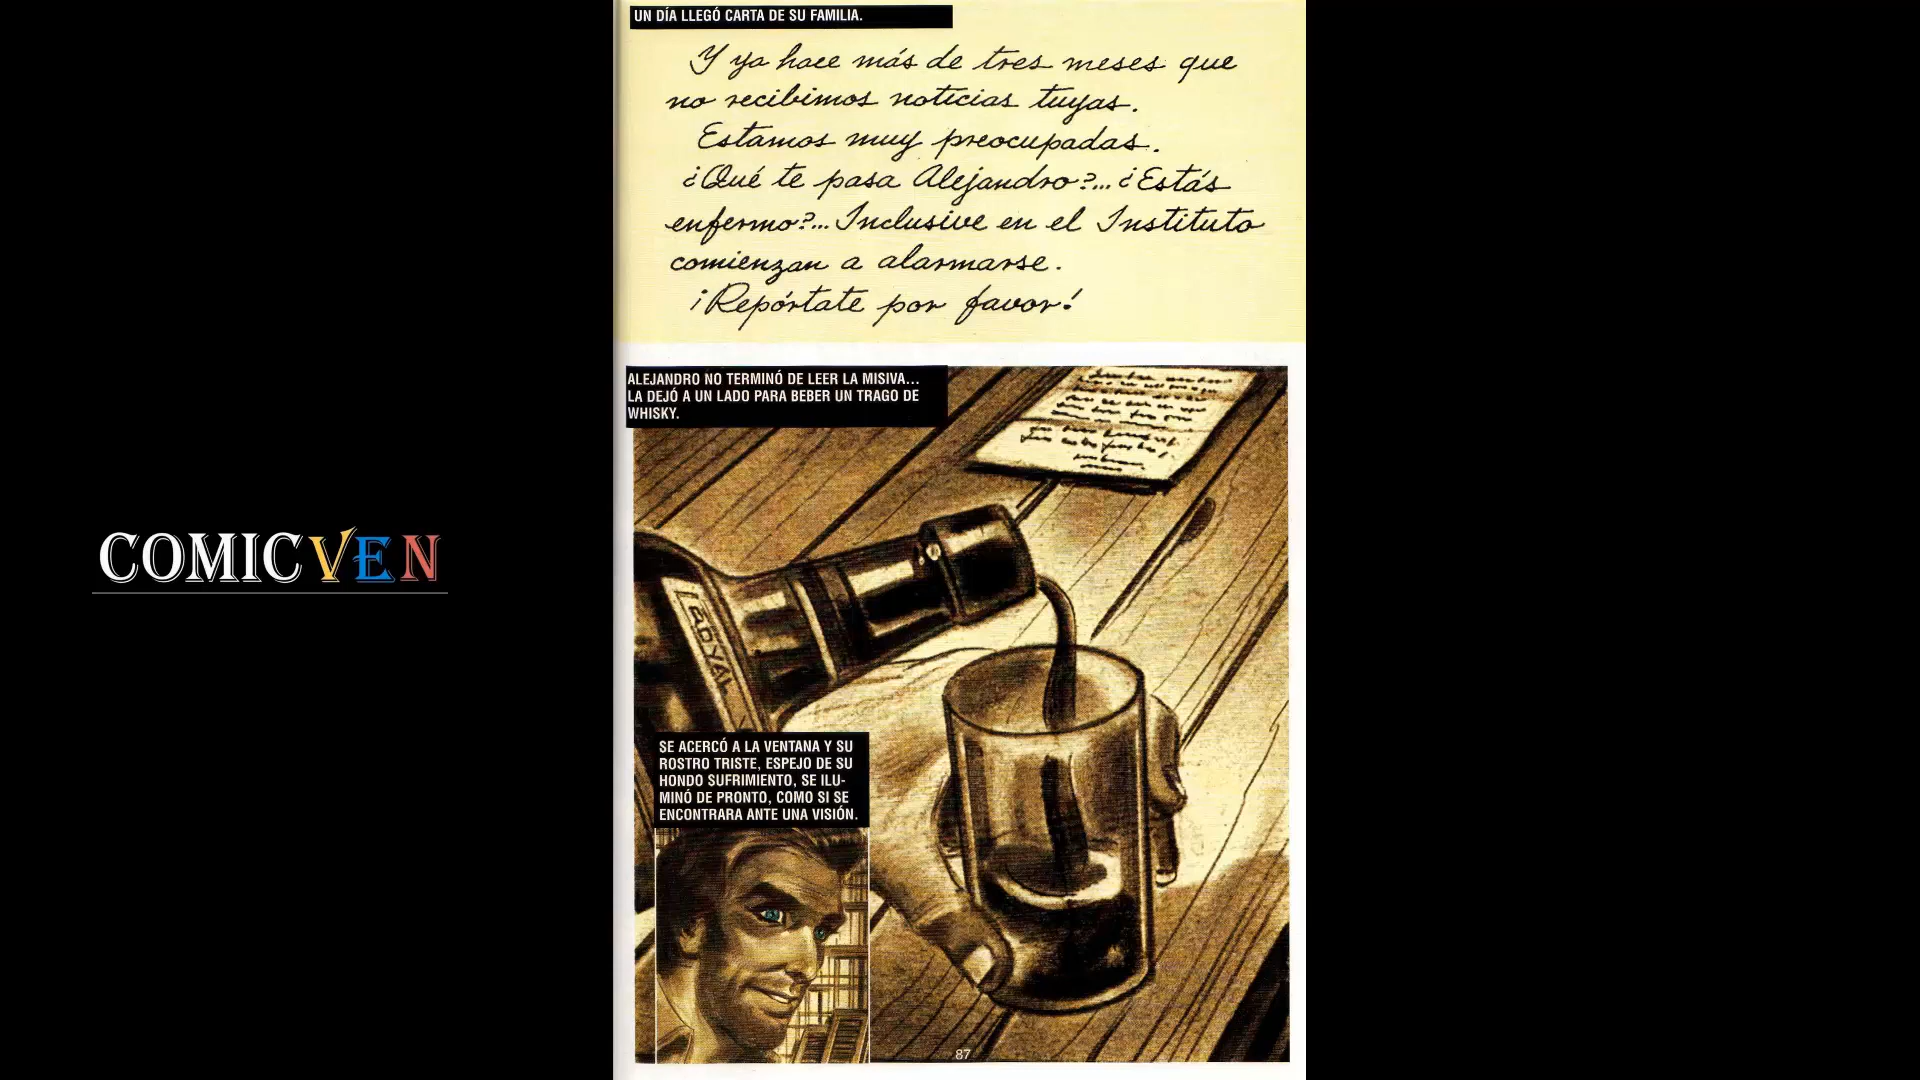 UN DÍA LLEGÓ CARTA DE SU FAMILIA.
Y ya hace más de tres meses que
no recibimos noticias tuyas.
Estamos muy preocupadas.
¿Qué te pasa Alejandro?... ¿Estás
enfermo?... Inclusive en el Instituto
comienzan a alarmarse.
¡Repórtate por favor!
ALEJANDRO NO TERMINÓ DE LEER LA MISIVA...
LA DEJÓ A UN LADO PARA BEBER UN TRAGO DE
WHISKY.
COMICVEN
SE ACERCÓ A LA VENTANA Y SU
ROSTRO TRISTE, ESPEJO DE SU
HONDO SUFRIMIENTO, SE ILU-
MINÓ DE PRONTO, COMO SI SE
ENCONTRARA ANTE UNA VISIÓN.
87